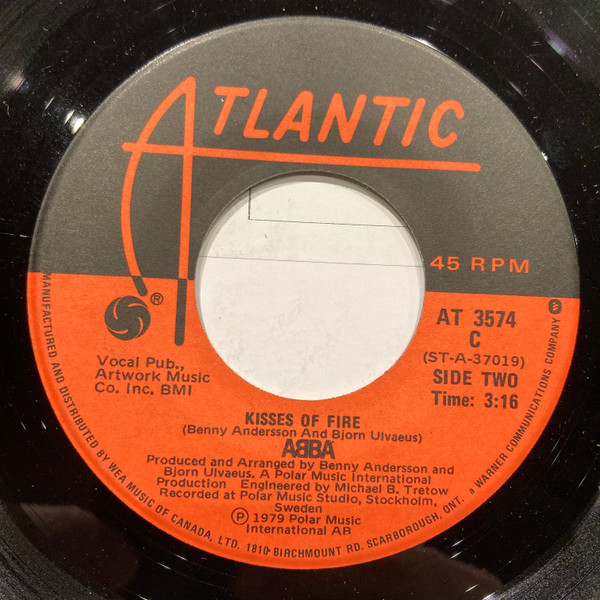 ATLANTIC
®
45 RPM
AT 3574
C
(ST-A-37019)
SIDE TWO
Time: 3:16
Vocal Pub.,
Artwork Music
Co. Inc. BMI
KISSES OF FIRE
(Benny Andersson And Bjorn Ulvaeus)
ABBA
Produced and Arranged by Benny Andersson and
Bjorn Ulvaeus. A Polar Music International
Production Engineered by Michael B. Tretow
Recorded at Polar Music Studio, Stockholm,
Sweden
℗ 1979 Polar Music
International AB
MANUFACTURED AND DISTRIBUTED BY WEA MUSIC OF CANADA, LTD. 1810 BIRCHMOUNT RD. SCARBOROUGH, ONT. a WARNER COMMUNICATIONS COMPANY